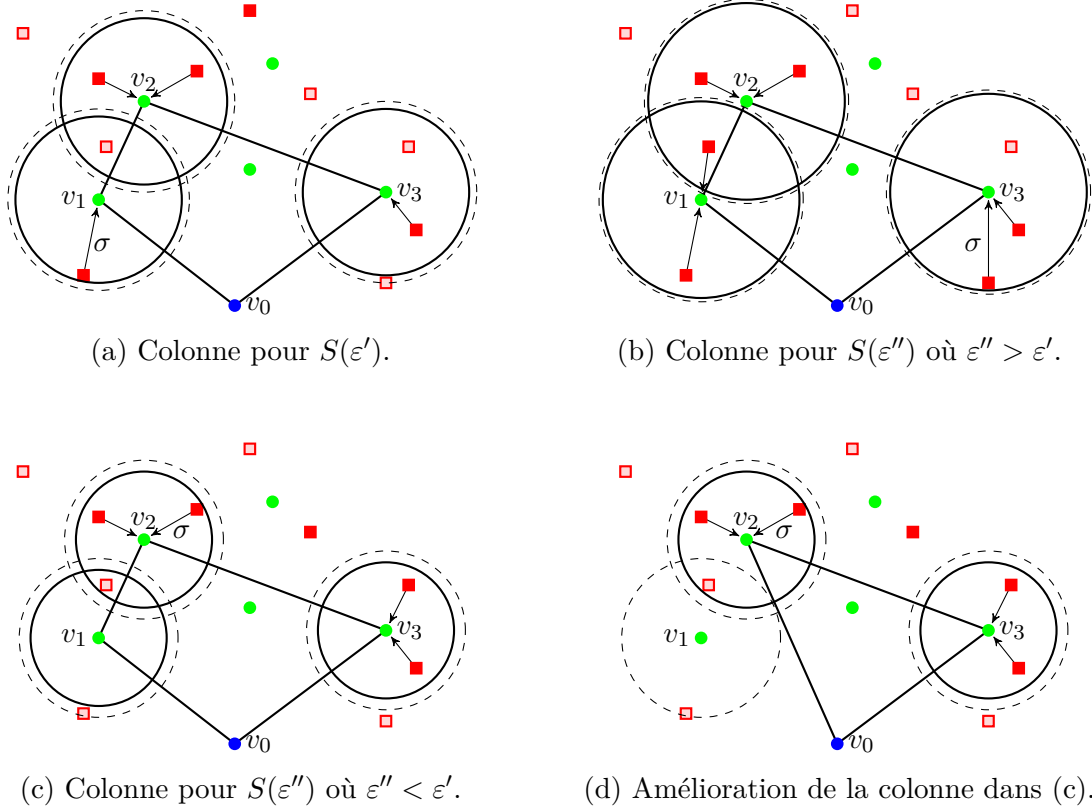 v₂
v₁
σ
v₃
v₀
(a) Colonne pour S(ε′).
v₂
v₁
v₃
σ
v₀
(b) Colonne pour S(ε″) où ε″ > ε′.
v₂
σ
v₁
v₃
v₀
(c) Colonne pour S(ε″) où ε″ < ε′.
v₂
σ
v₁
v₃
v₀
(d) Amélioration de la colonne dans (c).